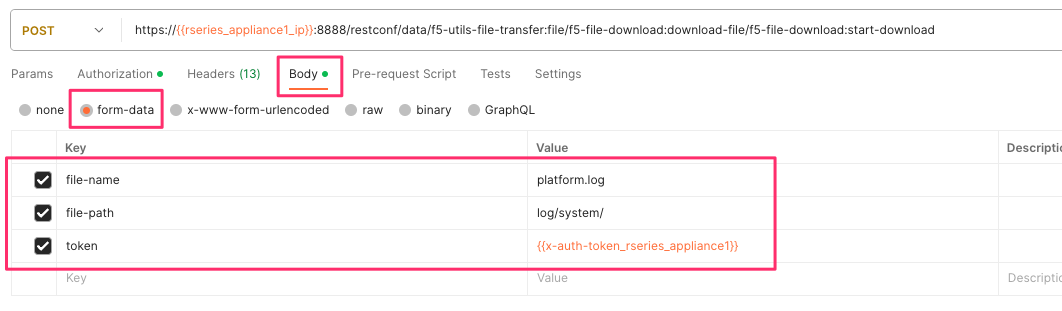 POST https://{{rseries_appliance1_ip}}:8888/restconf/data/f5-utils-file-transfer:file/f5-file-download:download-file/f5-file-download:start-download
Params Authorization Headers (13) Body Pre-request Script Tests Settings
none form-data x-www-form-urlencoded raw binary GraphQL
Key Value Descriptio
file-name platform.log
file-path log/system/
token {{x-auth-token_rseries_appliance1}}
Key Value Descriptio